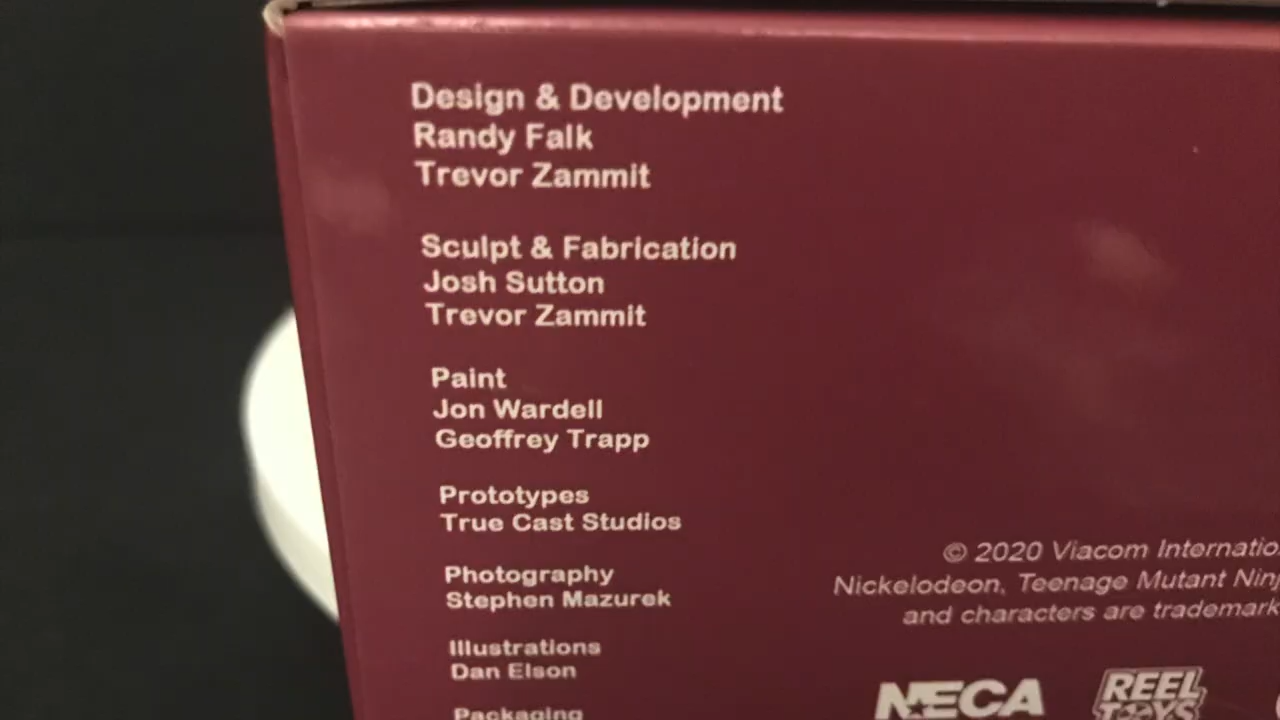 Design & Development
Randy Falk
Trevor Zammit
Sculpt & Fabrication
Josh Sutton
Trevor Zammit
Paint
Jon Wardell
Geoffrey Trapp
Prototypes
True Cast Studios
Photography
Stephen Mazurek
Illustrations
Dan Elson
Packaging
© 2020 Viacom Internatio
Nickelodeon, Teenage Mutant Ninj
and characters are trademark
NECA
REEL
TOYS